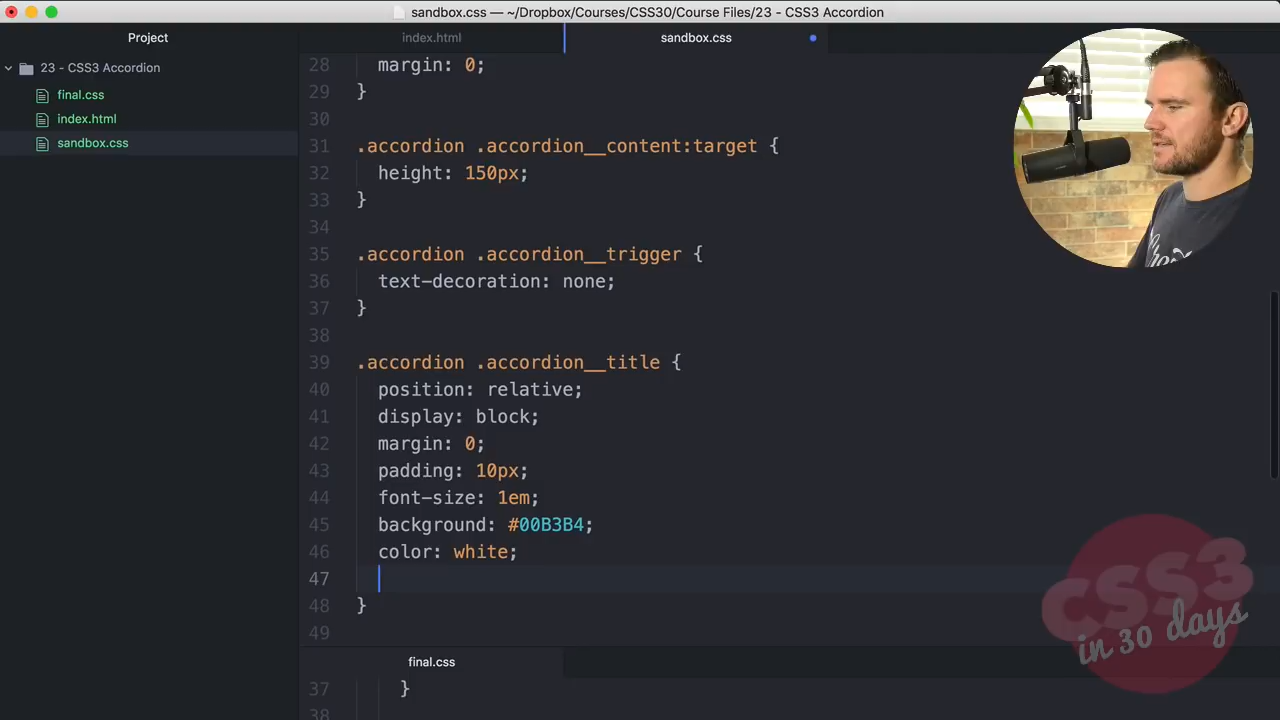 sandbox.css — ~/Dropbox/Courses/CSS30/Course Files/23 - CSS3 Accordion
Project
index.html
sandbox.css
23 - CSS3 Accordion
final.css
index.html
sandbox.css
28 margin: 0;
29 }
30
31 .accordion .accordion__content:target {
32 height: 150px;
33 }
34
35 .accordion .accordion__trigger {
36 text-decoration: none;
37 }
38
39 .accordion .accordion__title {
40 position: relative;
41 display: block;
42 margin: 0;
43 padding: 10px;
44 font-size: 1em;
45 background: #00B3B4;
46 color: white;
47
48 }
49
final.css
37 }
38
CSS3
in 30 days